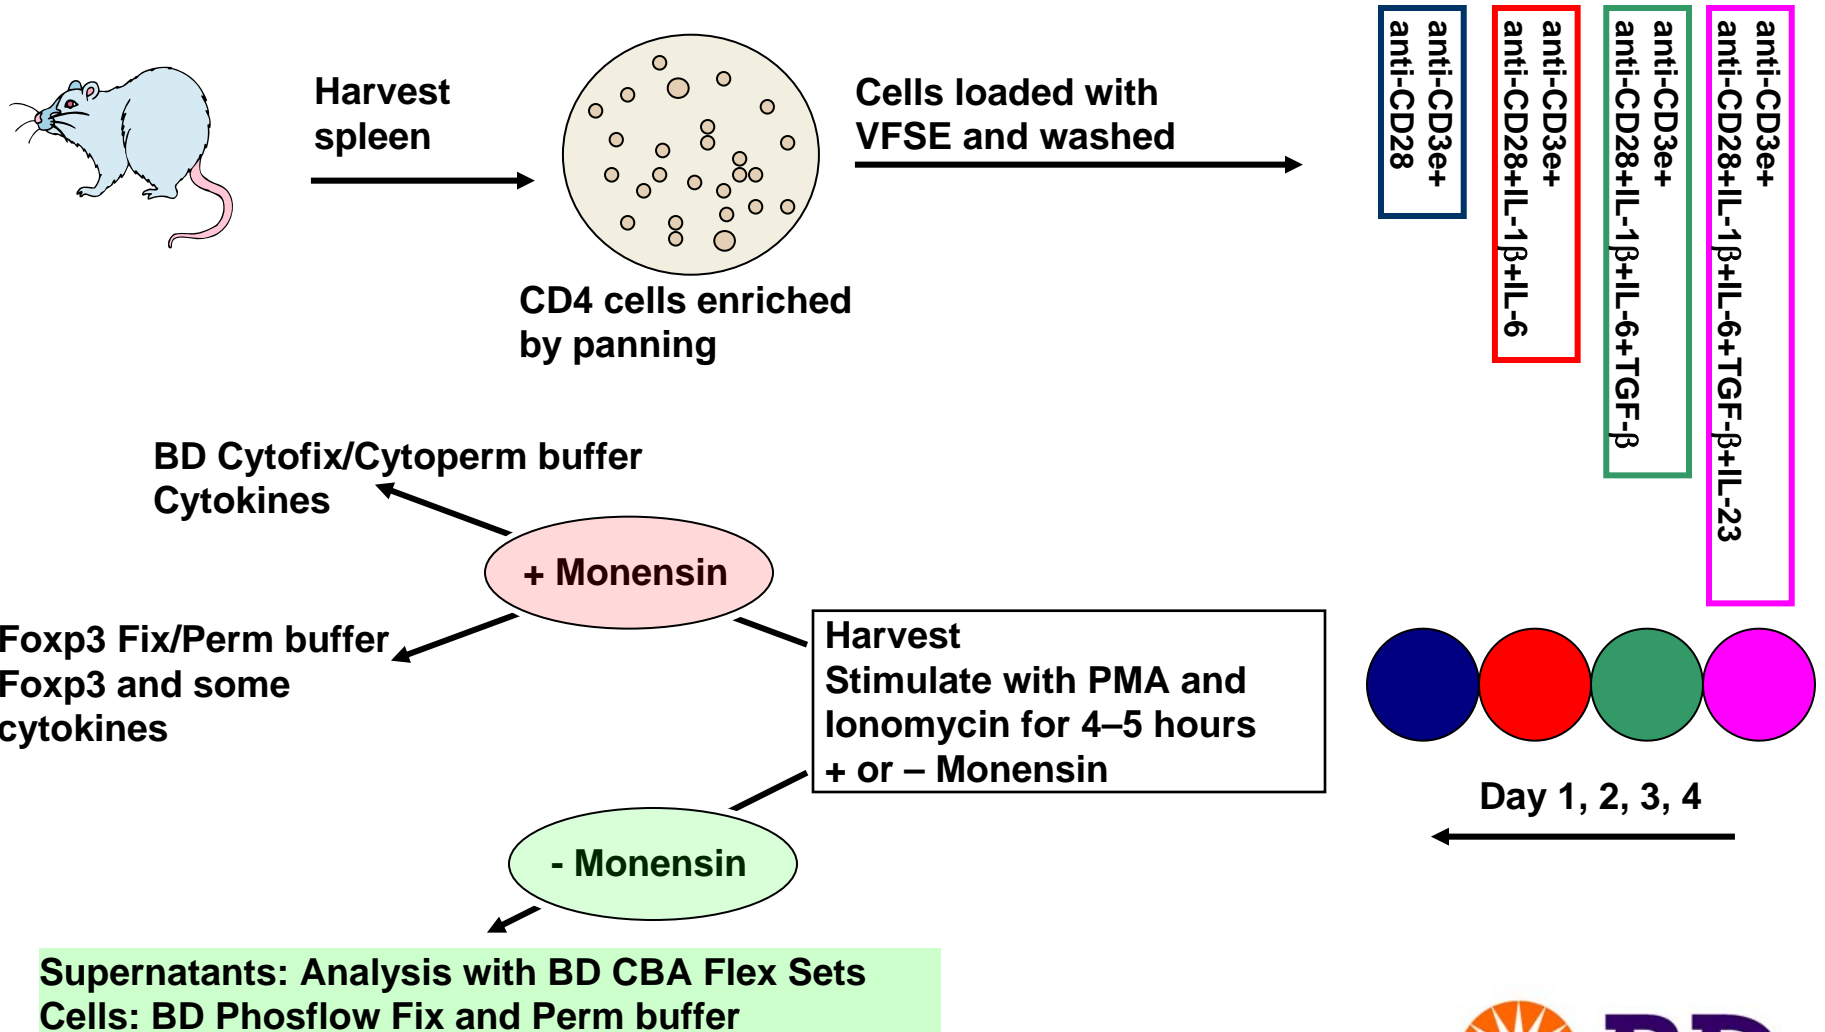 Harvest
spleen
Cells loaded with
VFSE and washed
CD4 cells enriched
by panning
anti-CD3e+
anti-CD28
anti-CD3e+
anti-CD28+IL-1β+IL-6
anti-CD3e+
anti-CD28+IL-1β+IL-6+TGF-β
anti-CD3e+
anti-CD28+IL-1β+IL-6+TGF-β+IL-23
Day 1, 2, 3, 4
Harvest
Stimulate with PMA and
Ionomycin for 4–5 hours
+ or – Monensin
+ Monensin
BD Cytofix/Cytoperm buffer
Cytokines
Foxp3 Fix/Perm buffer
Foxp3 and some
cytokines
- Monensin
Supernatants: Analysis with BD CBA Flex Sets
Cells: BD Phosflow Fix and Perm buffer
BD